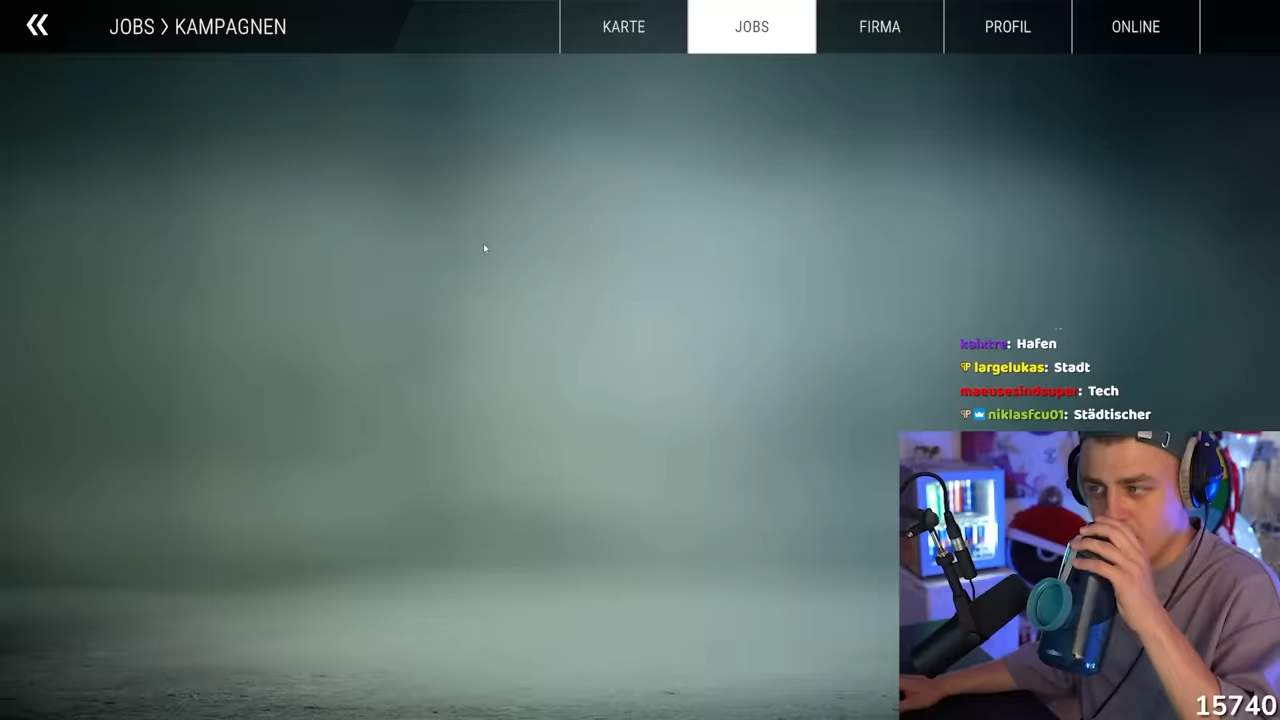 JOBS > KAMPAGNEN
KARTE
JOBS
FIRMA
PROFIL
ONLINE
kaixtre: Hafen
largelukas: Stadt
maeusesindsuper: Tech
niklasfcu01: Städtischer
15740